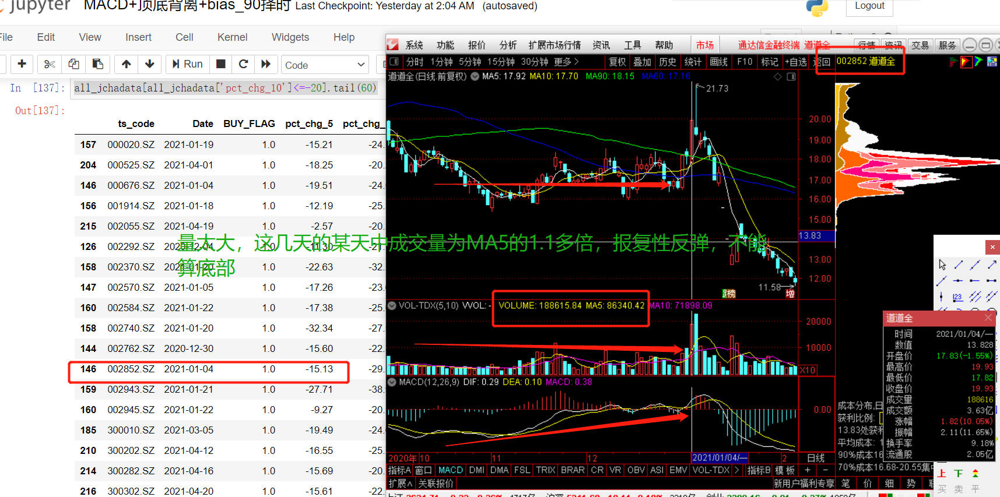 jupyter MACD+顶底背离+bias_90择时 Last Checkpoint: Yesterday at 2:04 AM (autosaved)
Logout
File Edit View Insert Cell Kernel Widgets Help
Run Code
In [137]: all_jchadata[all_jchadata['pct_chg_10']<=-20].tail(60)
Out[137]:
ts_code Date BUY_FLAG pct_chg_5 pct_chg_
157 000020.SZ 2021-01-19 1.0 -15.21 -24.
204 000525.SZ 2021-04-01 1.0 -18.25 -20.
146 000676.SZ 2021-01-04 1.0 -19.51 -24.
156 001914.SZ 2021-01-18 1.0 -12.19 -25.
215 002055.SZ 2021-04-19 1.0 -2.57 -20.
126 002292.SZ 2020-12-04 1.0 -11.30 -21.
158 002370.SZ 2021-01-20 1.0 -22.63 -32.
147 002570.SZ 2021-01-05 1.0 -17.26 -23.
160 002584.SZ 2021-01-22 1.0 -17.38 -25.
158 002740.SZ 2021-01-20 1.0 -32.34 -27.
144 002762.SZ 2020-12-30 1.0 -15.60 -22.
146 002852.SZ 2021-01-04 1.0 -15.13 -29.
159 002943.SZ 2021-01-21 1.0 -27.71 -38.
160 002945.SZ 2021-01-22 1.0 -9.27 -20.
185 300010.SZ 2021-03-05 1.0 -19.49 -24.
210 300202.SZ 2021-04-12 1.0 -16.55 -25.
214 300282.SZ 2021-04-16 1.0 -15.69 -20.
216 300302.SZ 2021-04-20 1.0 -15.61 -22.
量太大，这几天的某天中成交量为MA5的1.1多倍，报复性反弹，不能
算底部
系统 功能 报价 分析 扩展市场行情 资讯 工具 帮助 市场 通达信金融终端 道道全 行情 资讯 交易 服务
分时 1分钟 5分钟 15分钟 30分钟 更多 > 复权 叠加 历史 统计 画线 F10 标记 +自选 返回 002852 道道全
道道全(日线.前复权) MA5: 17.92 MA10: 17.70 MA90: 18.15 MA60: 17.16
21.73
20.00
19.00
18.00
17.00
16.00
15.00
13.83
13.00
12.00
11.58
榜 增
VOL-TDX(5,10) VVOL: - VOLUME: 188615.84 MA5: 86340.42 MA10: 71898.09
20000
10000
X10
MACD(12,26,9) DIF: 0.29 DEA: 0.10 MACD: 0.38
0.00
2020年 10 11 12 2021/01/04/一 2 日线
指标A 窗口 MACD DMI DMA FSL TRIX BRAR CR VR OBV ASI EMV VOL-TDX > 指标B 模板 + -
扩展∧ 关联报价 新用户福利专享 笔 价 细 势
成本分布,日
获利比例:
13.83处获利
平均成本: 1
90%成本16
70%成本16.68-20.55集中
123
道道全
时间 2021/01/04/一
数值 13.828
开盘价 17.83(-1.55%)
最高价 19.93
最低价 17.82
收盘价 19.93
成交量 188616
成交额 3.63亿
涨幅 1.82(10.05%)
振幅 2.11(11.65%)
换手率 9.18%
流通股 2.05亿
上 下
买 卖 平